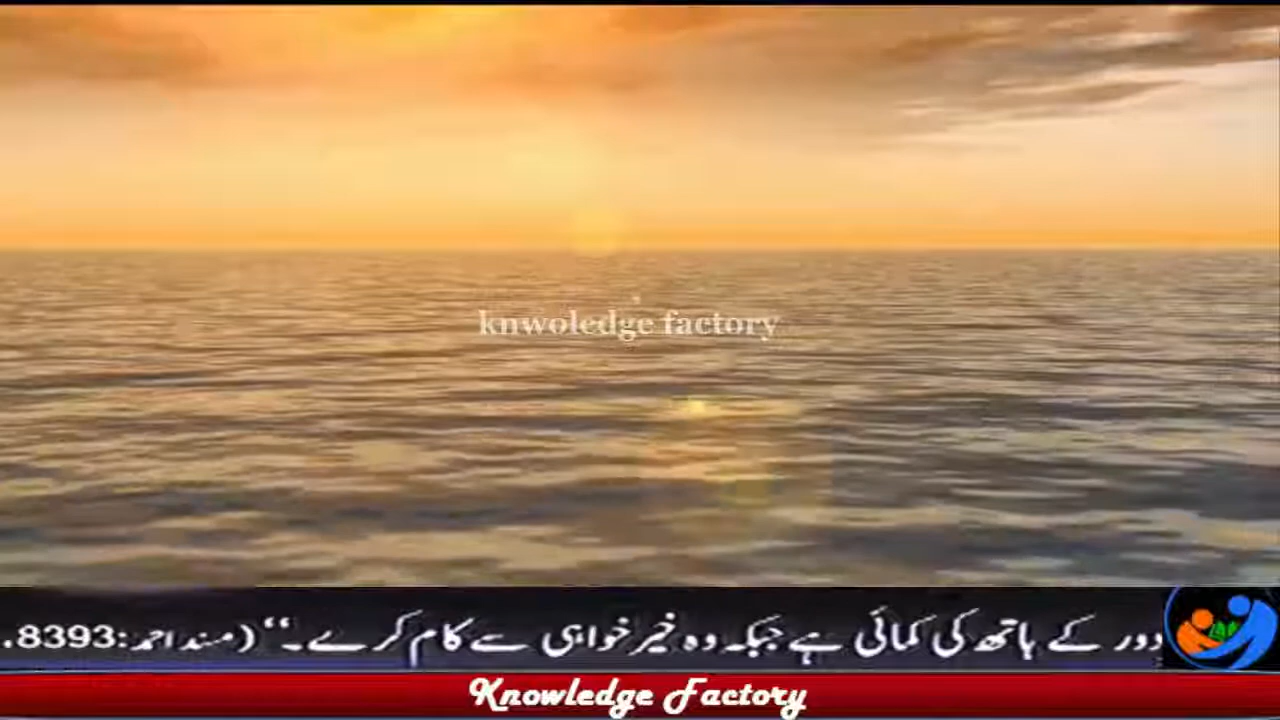 knwoledge factory
دور کے ہاتھ کی کمائی ہے جبکہ وہ خیر خواہی سے کام کرے۔‘‘ (مسند احمد:8393.
Knowledge Factory